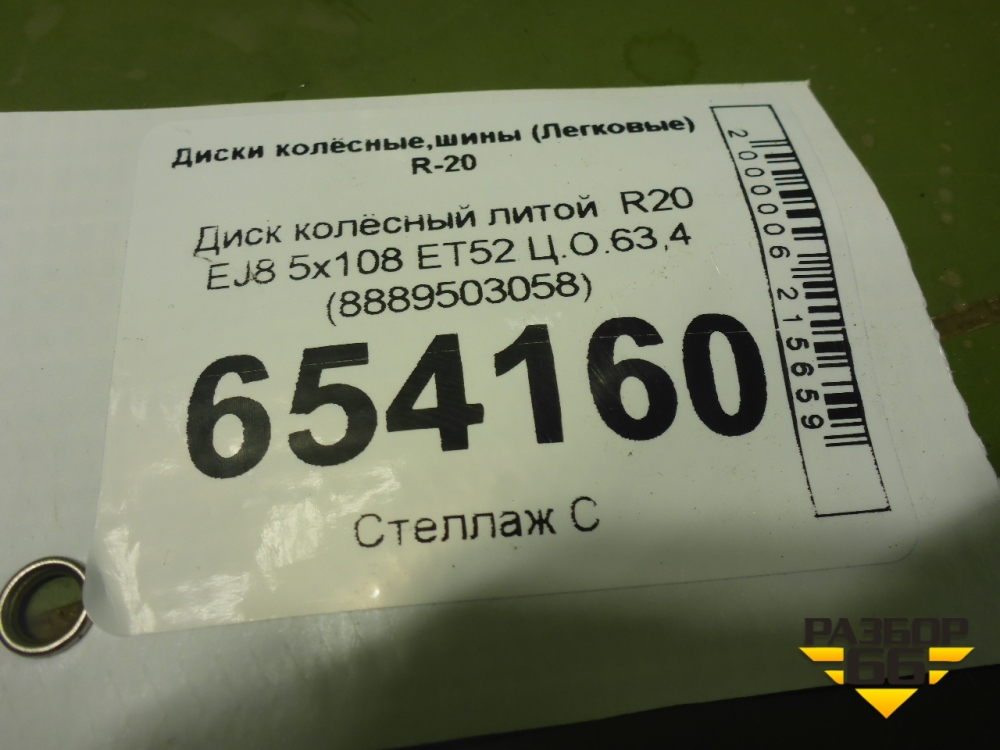 Диски колёсные,шины (Легковые)
R-20
Диск колёсный литой R20
EJ8 5x108 ET52 Ц.О.63,4
(8889503058)
654160
Стеллаж С
2000006215659
РАЗБОР
66